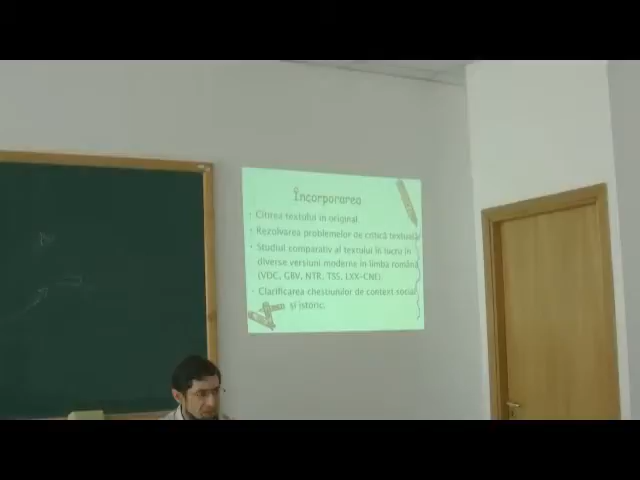 Încorporarea
• Citirea textului în original
• Rezolvarea problemelor de critică textuală
• Studiul comparativ al textului în lucru în
diverse versiuni moderne în limba română
(VDC, GBV, NTR, TSS, LXX-CNE).
• Clarificarea chestiunilor de context social
și istoric.